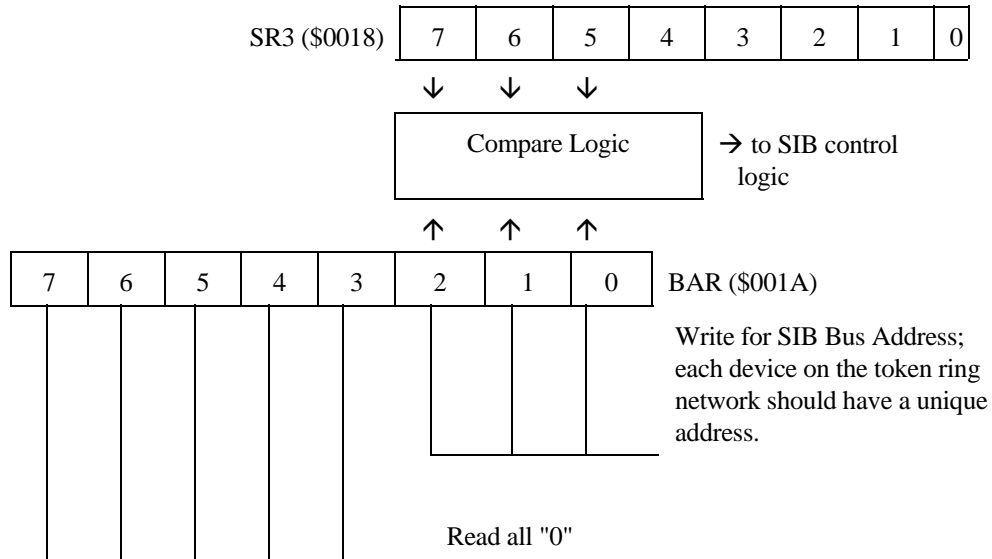 SR3 ($0018) 7 6 5 4 3 2 1 0
Compare Logic
→ to SIB control
logic
7 6 5 4 3 2 1 0 BAR ($001A)
Write for SIB Bus Address;
each device on the token ring
network should have a unique
address.
Read all "0"